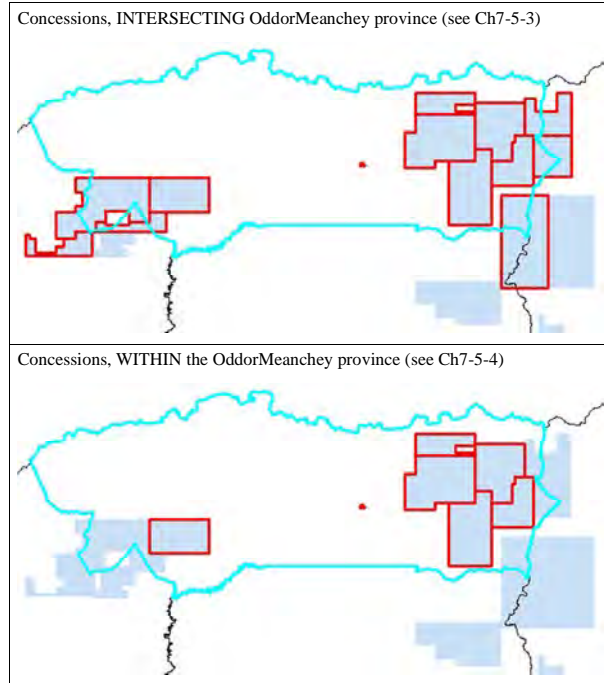 Concessions, INTERSECTING OddorMeanchey province (see Ch7-5-3)
Concessions, WITHIN the OddorMeanchey province (see Ch7-5-4)